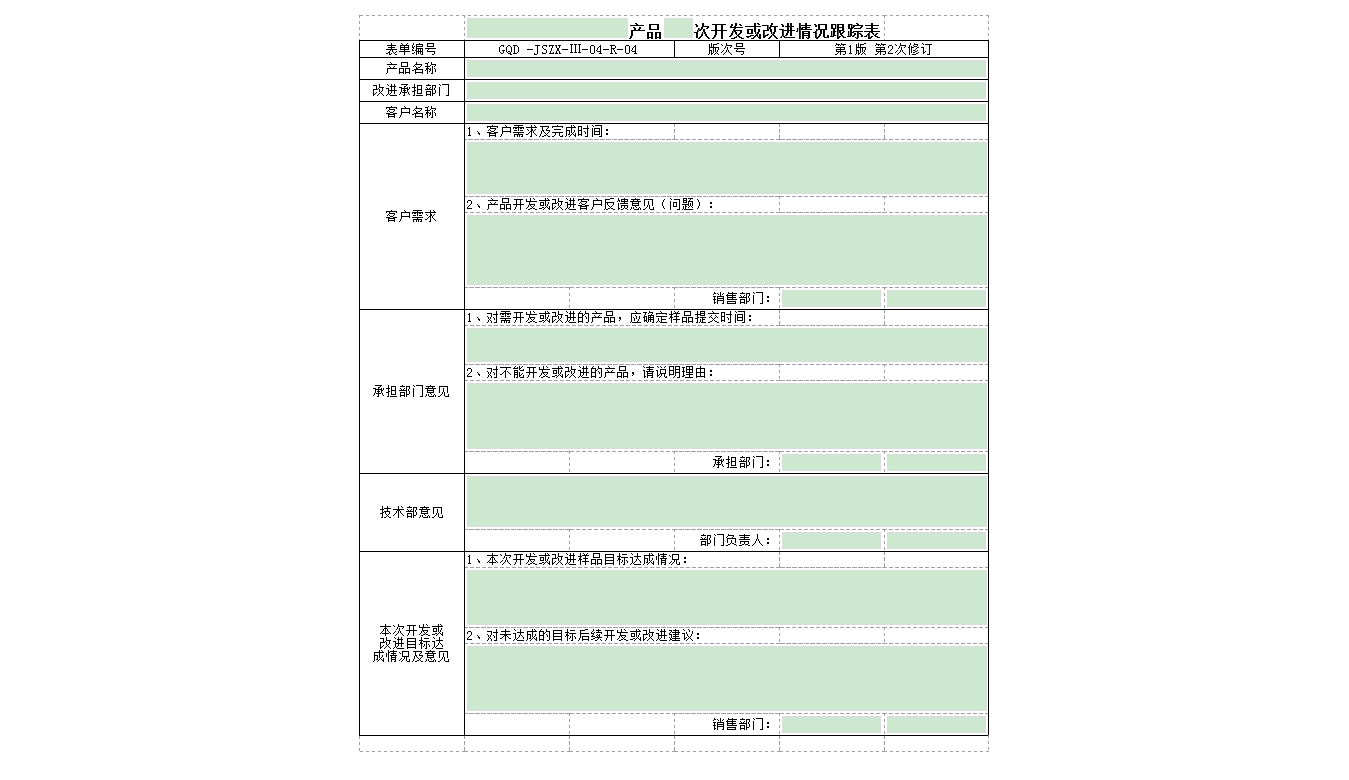 产品 次开发或改进情况跟踪表
表单编号 GQD -JSZX-Ⅲ-04-R-04 版次号 第1版 第2次修订
产品名称
改进承担部门
客户名称
客户需求
1、客户需求及完成时间:
2、产品开发或改进客户反馈意见（问题）:
销售部门:
承担部门意见
1、对需开发或改进的产品, 应确定样品提交时间:
2、对不能开发或改进的产品, 请说明理由:
承担部门:
技术部意见
部门负责人:
本次开发或
改进目标达
成情况及意见
1、本次开发或改进样品目标达成情况:
2、对未达成的目标后续开发或改进建议:
销售部门: